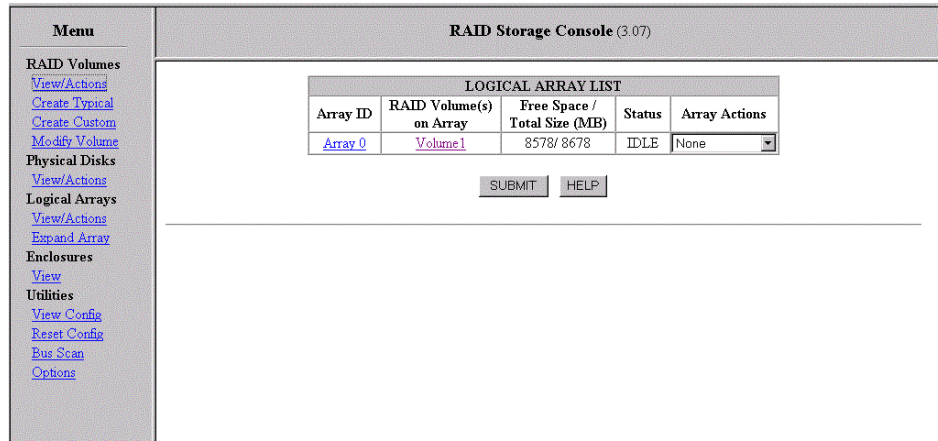 Menu
RAID Volumes
View/Actions
Create Typical
Create Custom
Modify Volume
Physical Disks
View/Actions
Logical Arrays
View/Actions
Expand Array
Enclosures
View
Utilities
View Config
Reset Config
Bus Scan
Options
RAID Storage Console (3.07)
LOGICAL ARRAY LIST
Array ID RAID Volume(s) on Array Free Space / Total Size (MB) Status Array Actions
Array 0 Volume1 8578/ 8678 IDLE None
SUBMIT HELP